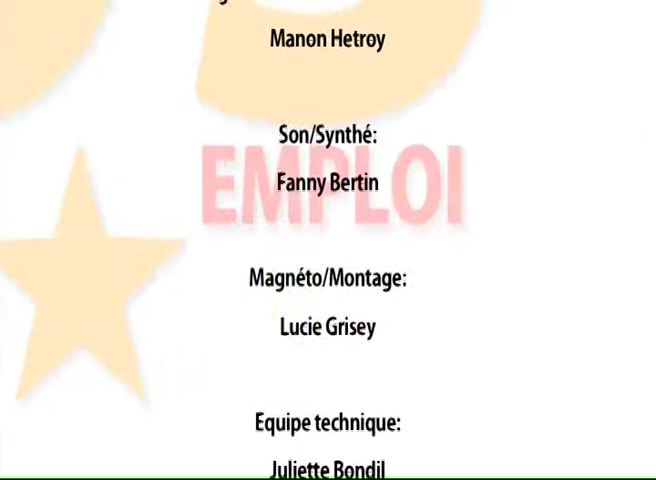 Manon Hetroy
Son/Synthé:
EMPLOI
Fanny Bertin
Magnéto/Montage:
Lucie Grisey
Equipe technique:
Juliette Bondil